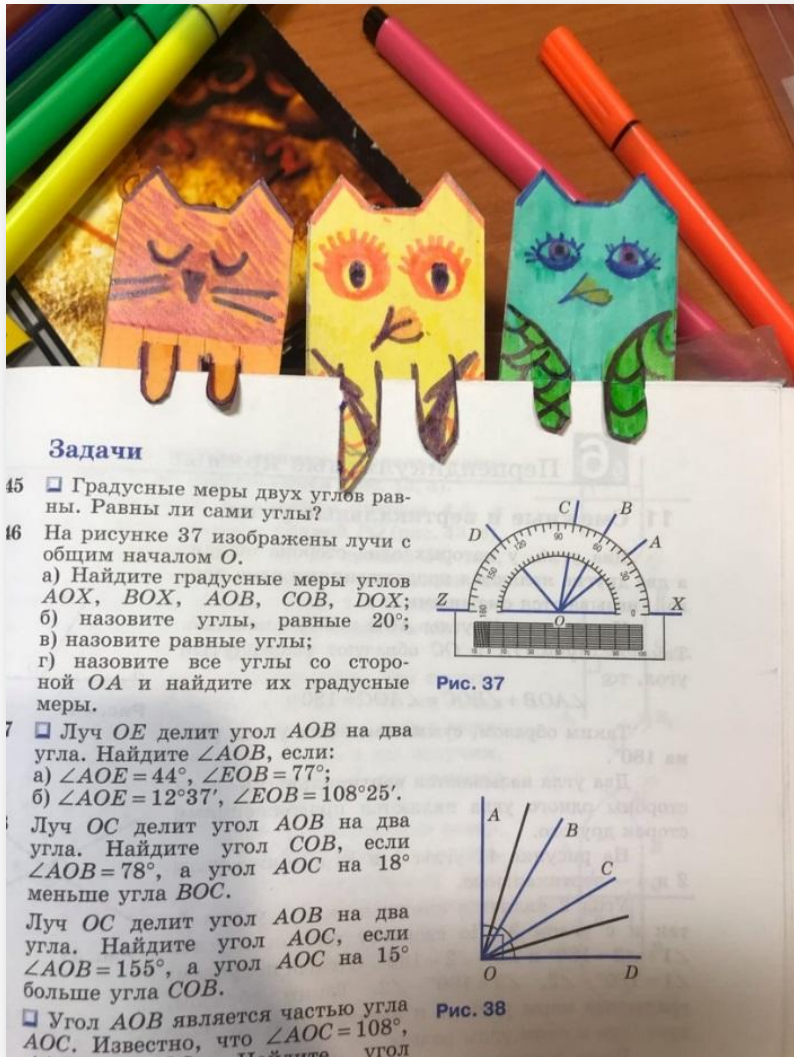 Задачи
45 Градусные меры двух углов рав-
ны. Равны ли сами углы?
46 На рисунке 37 изображены лучи с
общим началом O.
а) Найдите градусные меры углов
AOX, BOX, AOB, COB, DOX;
б) назовите углы, равные 20°;
в) назовите равные углы;
г) назовите все углы со сторо-
ной OA и найдите их градусные
меры.
7 Луч OE делит угол AOB на два
угла. Найдите ∠AOB, если:
а) ∠AOE = 44°, ∠EOB = 77°;
б) ∠AOE = 12°37′, ∠EOB = 108°25′.
Луч OC делит угол AOB на два
угла. Найдите угол COB, если
∠AOB = 78°, а угол AOC на 18°
меньше угла BOC.
Луч OC делит угол AOB на два
угла. Найдите угол AOC, если
∠AOB = 155°, а угол AOC на 15°
больше угла COB.
Угол AOB является частью угла
AOC. Известно, что ∠AOC = 108°,
угол
C
B
D
A
Z
O
X
Рис. 37
A
B
C
O
D
Рис. 38